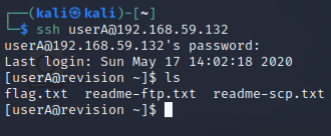 ┌──(kali㉿kali)-[~]
└─$ ssh userA@192.168.59.132
userA@192.168.59.132's password:
Last login: Sun May 17 14:02:18 2020
[userA@revision ~]$ ls
flag.txt  readme-ftp.txt  readme-scp.txt
[userA@revision ~]$